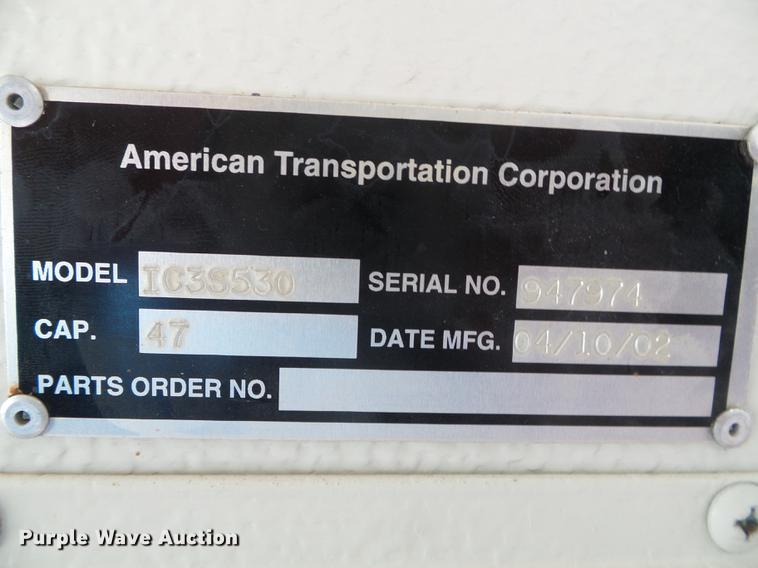 American Transportation Corporation
MODEL IC3S530 SERIAL NO. 947974
CAP. 47 DATE MFG. 04/10/02
PARTS ORDER NO.
Purple Wave Auction